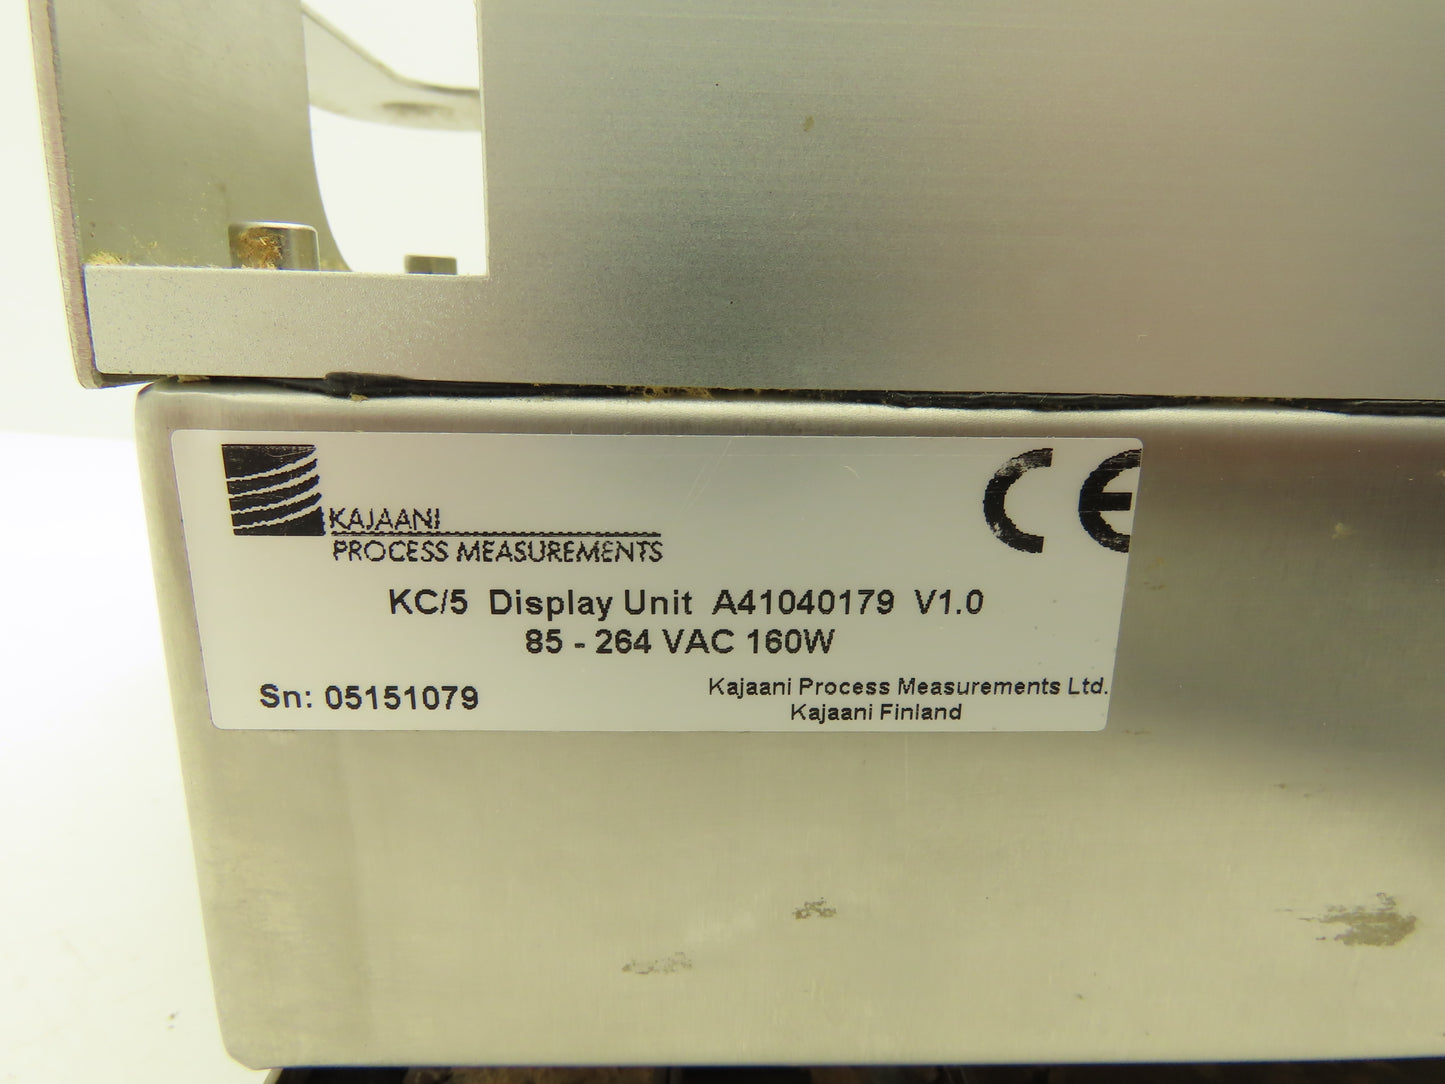 KAJAANI
PROCESS MEASUREMENTS
CE
KC/5 Display Unit A41040179 V1.0
85 - 264 VAC 160W
Sn: 05151079
Kajaani Process Measurements Ltd.
Kajaani Finland